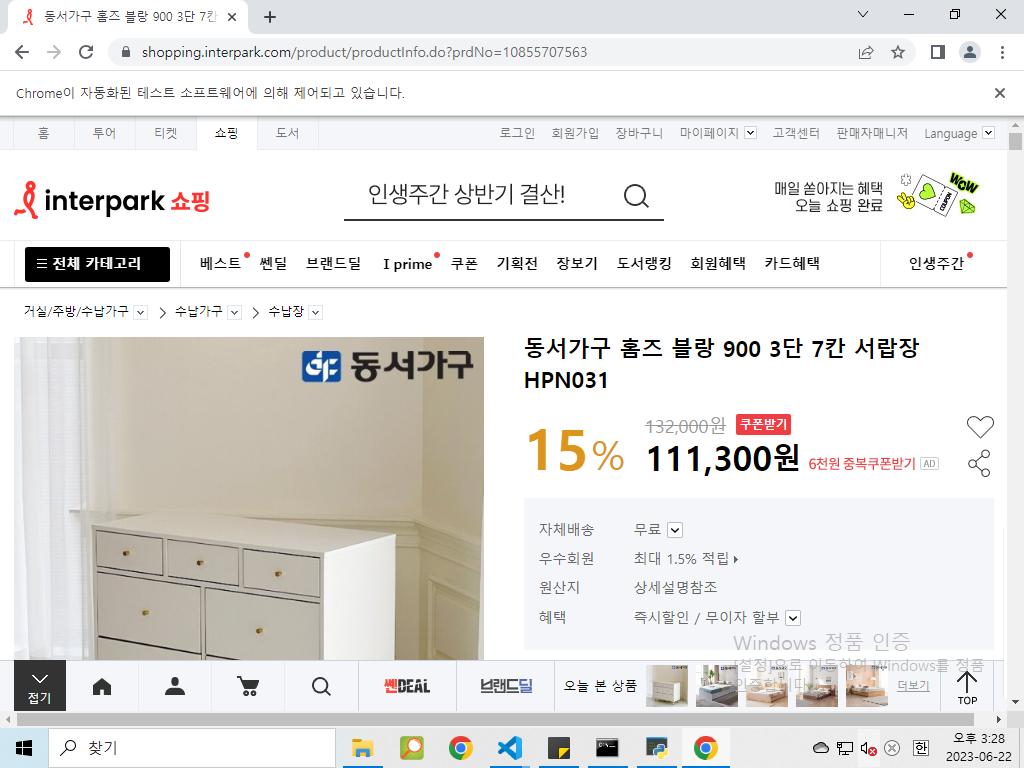 동서가구 홈즈 블랑 900 3단 7칸
shopping.interpark.com/product/productInfo.do?prdNo=10855707563
Chrome이 자동화된 테스트 소프트웨어에 의해 제어되고 있습니다.
홈 투어 티켓 쇼핑 도서 로그인 회원가입 장바구니 마이페이지 고객센터 판매자매니저 Language
interpark 쇼핑
인생주간 상반기 결산!
매일 쏟아지는 혜택
오늘 쇼핑 완료
WOW
COUPON
전체 카테고리 베스트 쎈딜 브랜드딜 I prime 쿠폰 기획전 장보기 도서랭킹 회원혜택 카드혜택 인생주간
거실/주방/수납가구 수납가구 수납장
동서가구
동서가구 홈즈 블랑 900 3단 7칸 서랍장
HPN031
15%
132,000원 쿠폰받기
111,300원 6천원 중복쿠폰받기 AD
자체배송 무료
우수회원 최대 1.5% 적립
원산지 상세설명참조
혜택 즉시할인 / 무이자 할부
Windows 정품 인증
[설정]으로 이동하여 Windows를 정품
인증합니다.
접기
쎈DEAL
브랜드딜
오늘 본 상품
더보기
TOP
찾기
한
오후 3:28
2023-06-22